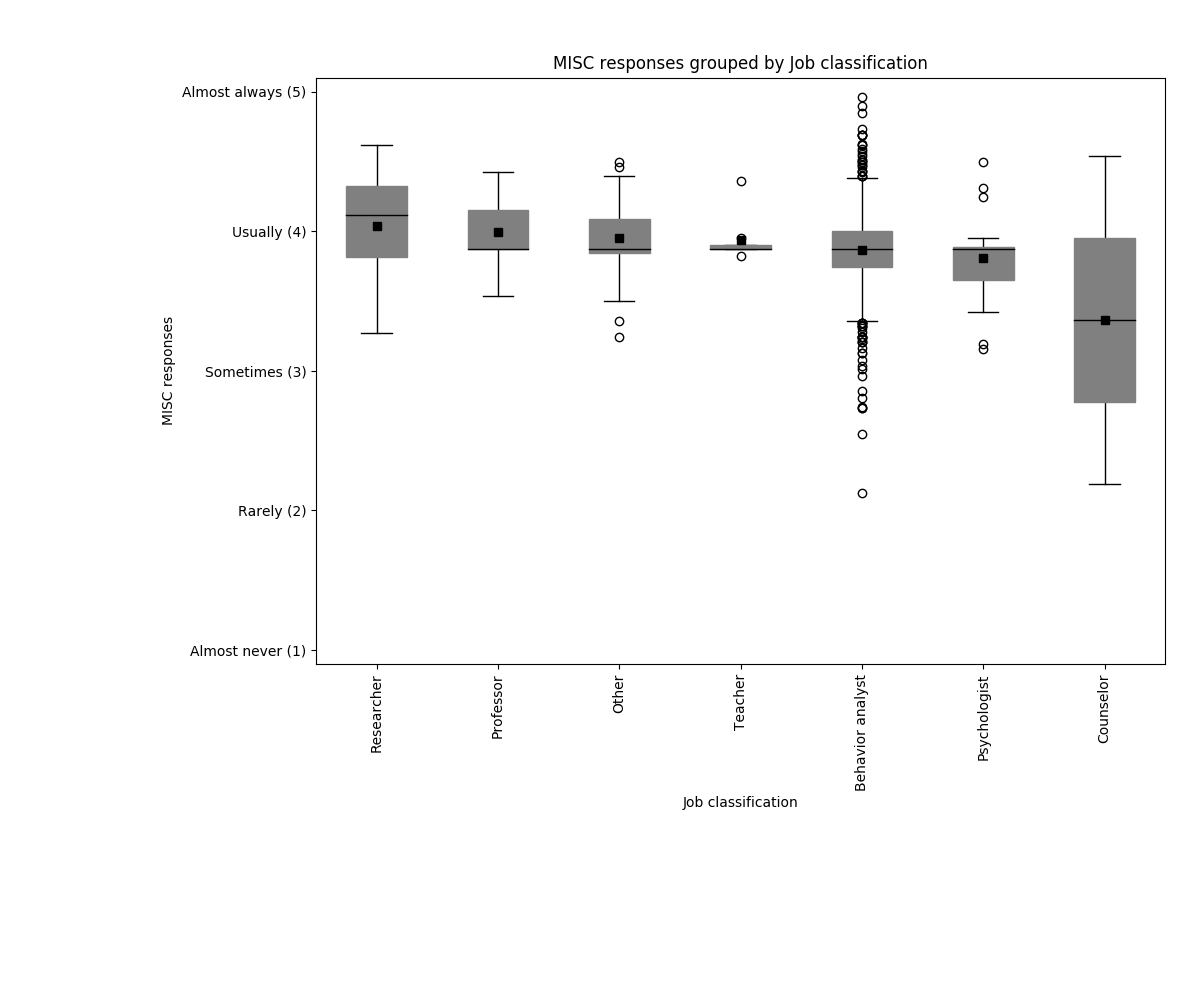 MISC responses grouped by Job classification
Almost always (5)
Usually (4)
Sometimes (3)
Rarely (2)
Almost never (1)
MISC responses
Researcher
Professor
Other
Teacher
Behavior analyst
Psychologist
Counselor
Job classification